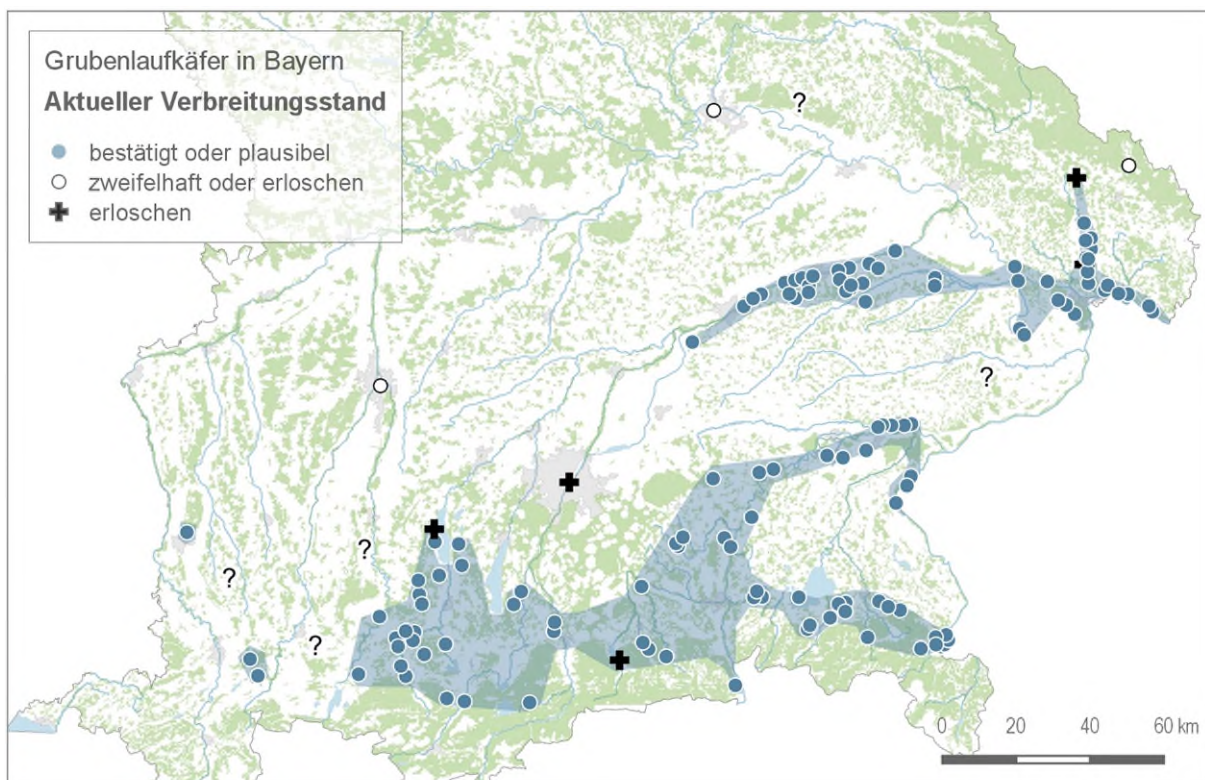 Grubenlaufkäfer in Bayern
Aktueller Verbreitungsstand
bestätigt oder plausibel
zweifelhaft oder erloschen
erloschen
?
?
?
?
?
0 20 40 60 km